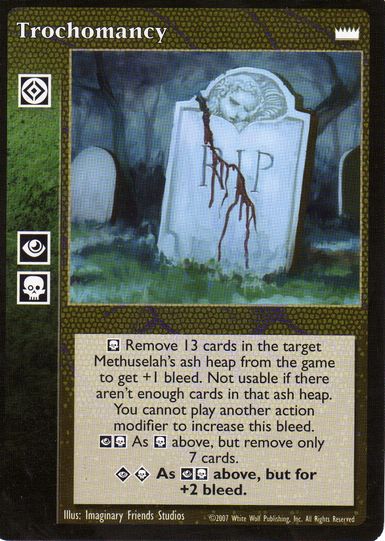 Trochomancy
RIP
Remove 13 cards in the target
Methuselah's ash heap from the game
to get +1 bleed. Not usable if there
aren't enough cards in that ash heap.
You cannot play another action
modifier to increase this bleed.
As above, but remove only
7 cards.
As above, but for
+2 bleed.
Illus: Imaginary Friends Studios
©2007 White Wolf Publishing, Inc. All Rights Reserved